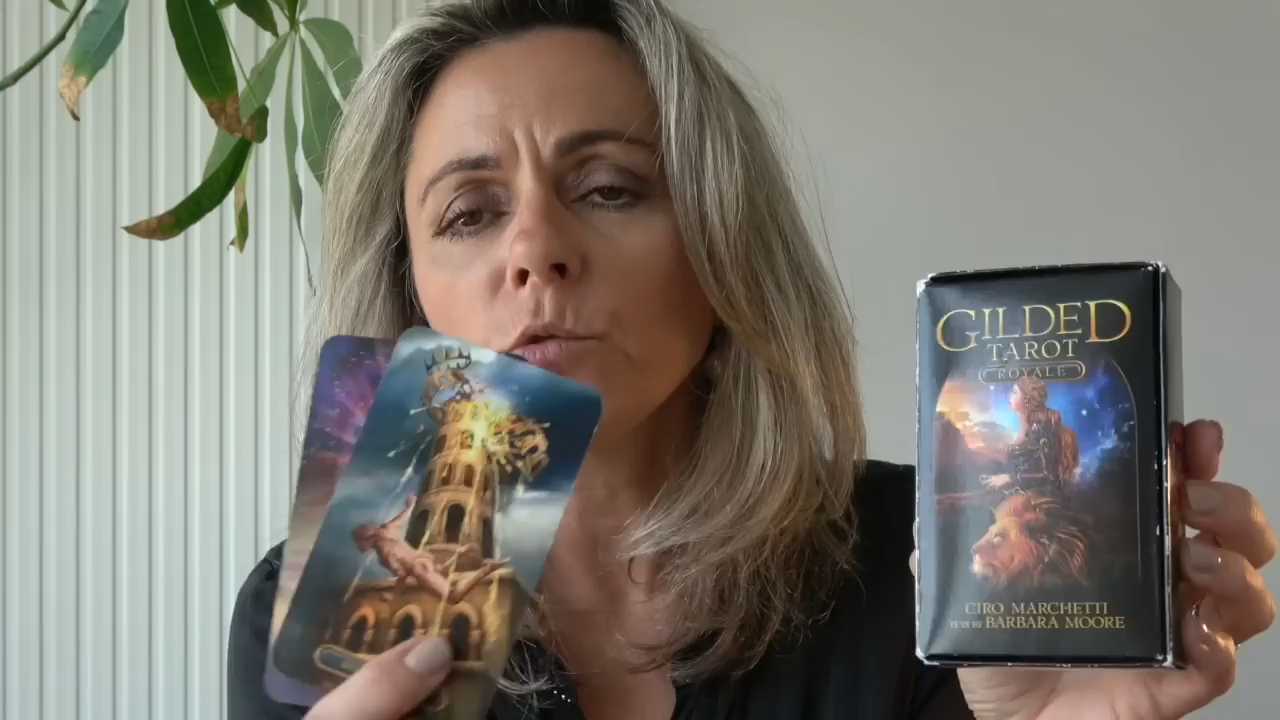 GILDED
TAROT
ROYALE
CIRO MARCHETTI
TEXT BY BARBARA MOORE